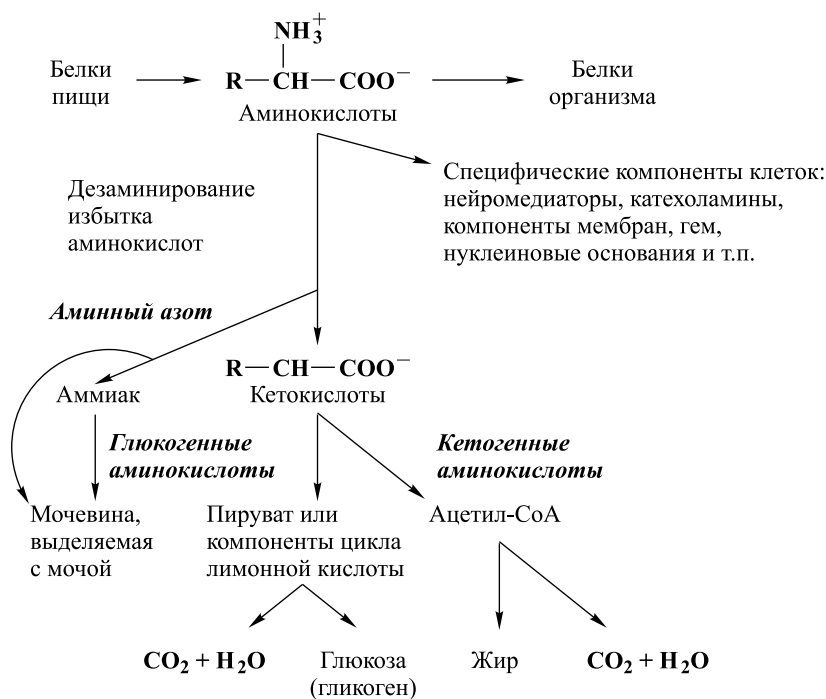 NH₃⁺
Белки
пищи
R—CH—COO⁻
Аминокислоты
Белки
организма
Дезаминирование
избытка
аминокислот
Специфические компоненты клеток:
нейромедиаторы, катехоламины,
компоненты мембран, гем,
нуклеиновые основания и т.п.
Аминный азот
Аммиак
R—CH—COO⁻
Кетокислоты
Глюкогенные
аминокислоты
Кетогенные
аминокислоты
Мочевина,
выделяемая
с мочой
Пируват или
компоненты цикла
лимонной кислоты
Ацетил-СоА
CO₂ + H₂O
Глюкоза
(гликоген)
Жир
CO₂ + H₂O